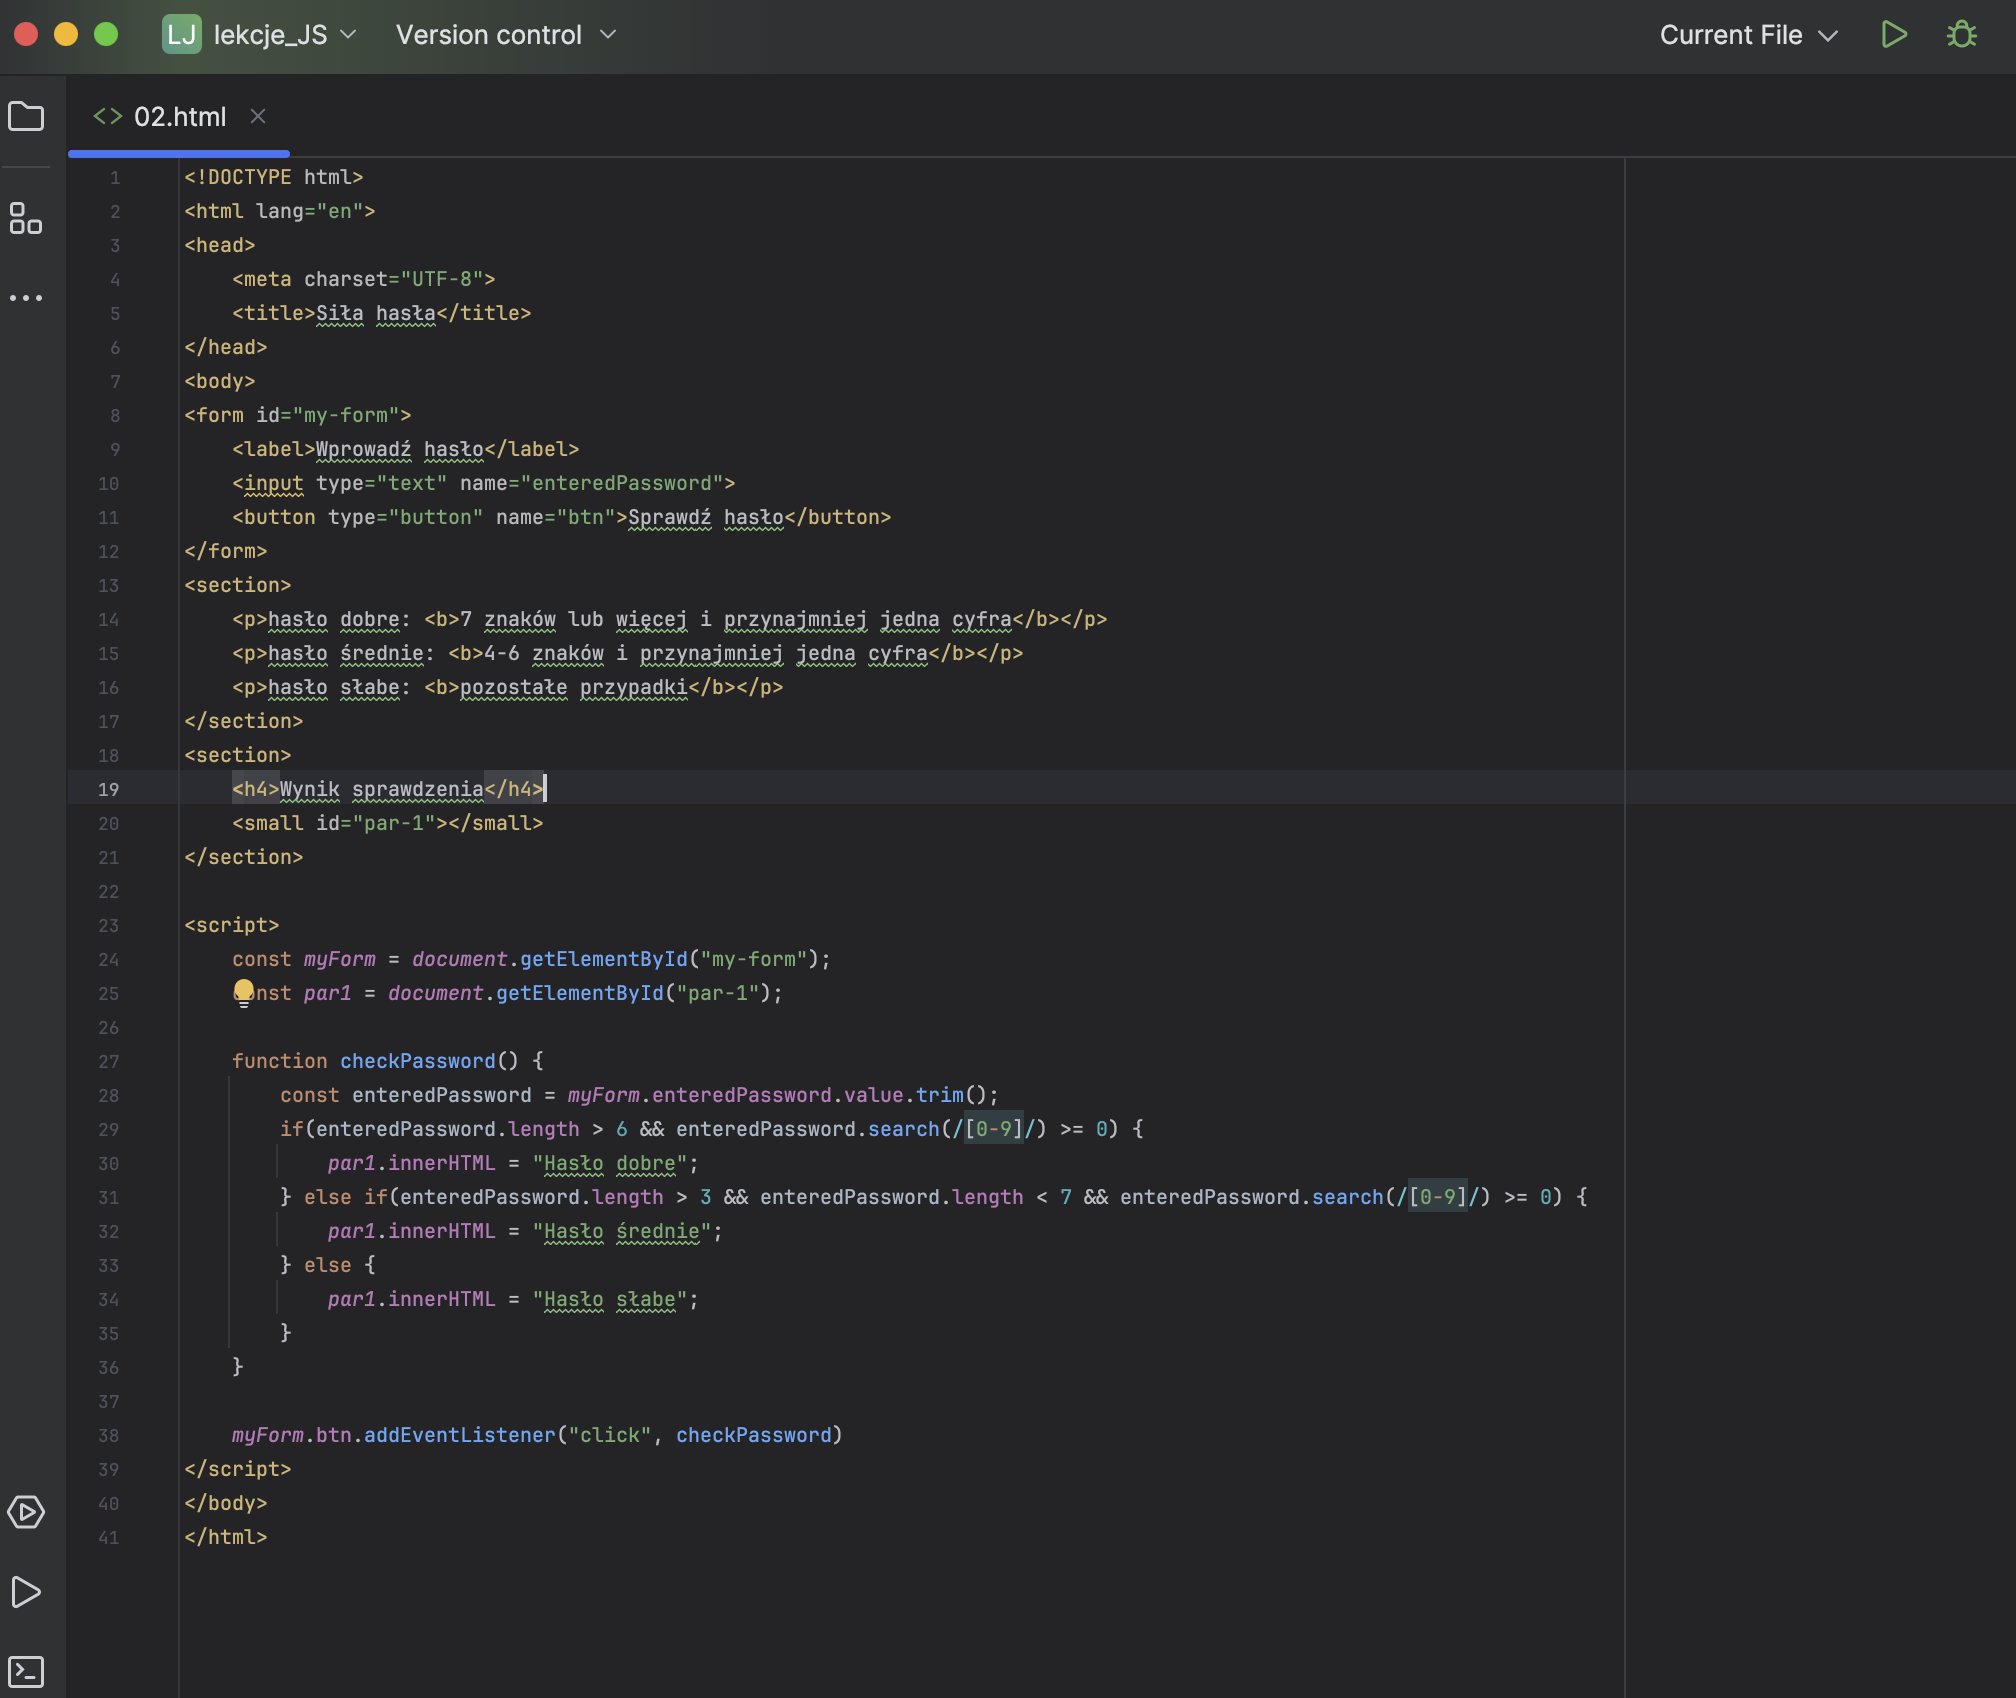 LJ lekcje_JS Version control Current File
02.html
1 <!DOCTYPE html>
2 <html lang="en">
3 <head>
4     <meta charset="UTF-8">
5     <title>Siła hasła</title>
6 </head>
7 <body>
8 <form id="my-form">
9     <label>Wprowadź hasło</label>
10     <input type="text" name="enteredPassword">
11     <button type="button" name="btn">Sprawdź hasło</button>
12 </form>
13 <section>
14     <p>hasło dobre: <b>7 znaków lub więcej i przynajmniej jedna cyfra</b></p>
15     <p>hasło średnie: <b>4-6 znaków i przynajmniej jedna cyfra</b></p>
16     <p>hasło słabe: <b>pozostałe przypadki</b></p>
17 </section>
18 <section>
19     <h4>Wynik sprawdzenia</h4>
20     <small id="par-1"></small>
21 </section>
22
23 <script>
24     const myForm = document.getElementById("my-form");
25     const par1 = document.getElementById("par-1");
26
27     function checkPassword() {
28         const enteredPassword = myForm.enteredPassword.value.trim();
29         if(enteredPassword.length > 6 && enteredPassword.search(/[0-9]/) >= 0) {
30             par1.innerHTML = "Hasło dobre";
31         } else if(enteredPassword.length > 3 && enteredPassword.length < 7 && enteredPassword.search(/[0-9]/) >= 0) {
32             par1.innerHTML = "Hasło średnie";
33         } else {
34             par1.innerHTML = "Hasło słabe";
35         }
36     }
37
38     myForm.btn.addEventListener("click", checkPassword)
39 </script>
40 </body>
41 </html>